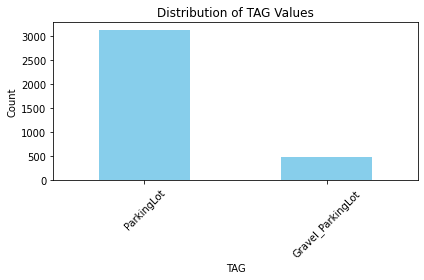 Distribution of TAG Values
Count
3000
2500
2000
1500
1000
500
0
ParkingLot
Gravel_ParkingLot
TAG